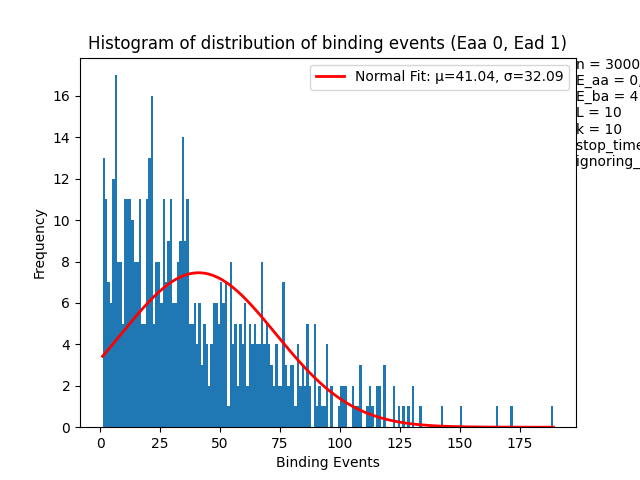 Histogram of distribution of binding events (Eaa 0, Ead 1)
Normal Fit: μ=41.04, σ=32.09
n = 3000
E_aa = 0,
E_ba = 4
L = 10
k = 10
stop_time
ignoring_
Frequency
16
14
12
10
8
6
4
2
0
0 25 50 75 100 125 150 175
Binding Events